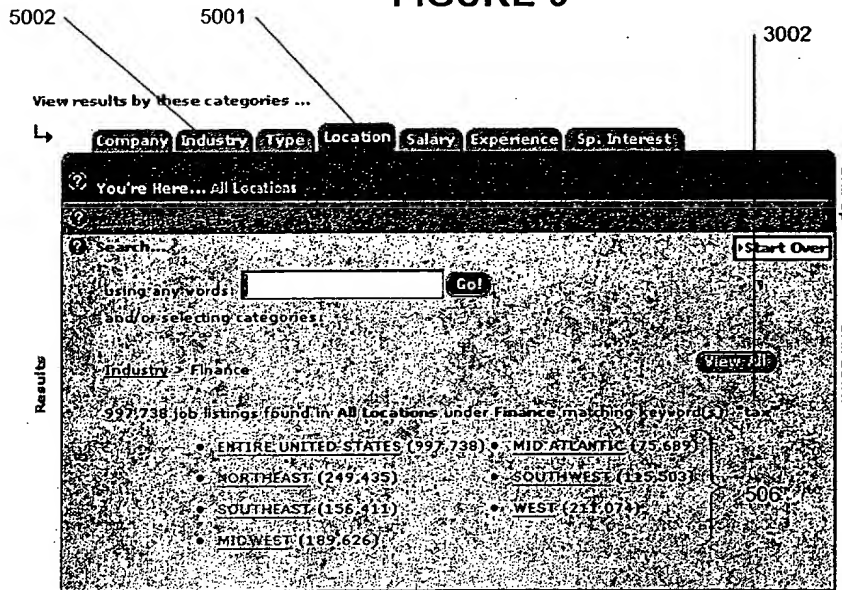 5002 5001 3002
View results by these categories ...
Company Industry Type Location Salary Experience Sp. Interest
You're Here... All Locations
Search...
Start Over
using any words: Go!
and/or selecting categories:
Industry > Finance
View All
Results
997,738 job listings found in All Locations under Finance matching keyword(s): "tax"
• ENTIRE UNITED STATES (997,738) • MID ATLANTIC (75,689)
• NORTHEAST (249,435) • SOUTHWEST (115,503)
• SOUTHEAST (156,411) • WEST (211,074)
• MIDWEST (189,626)
506